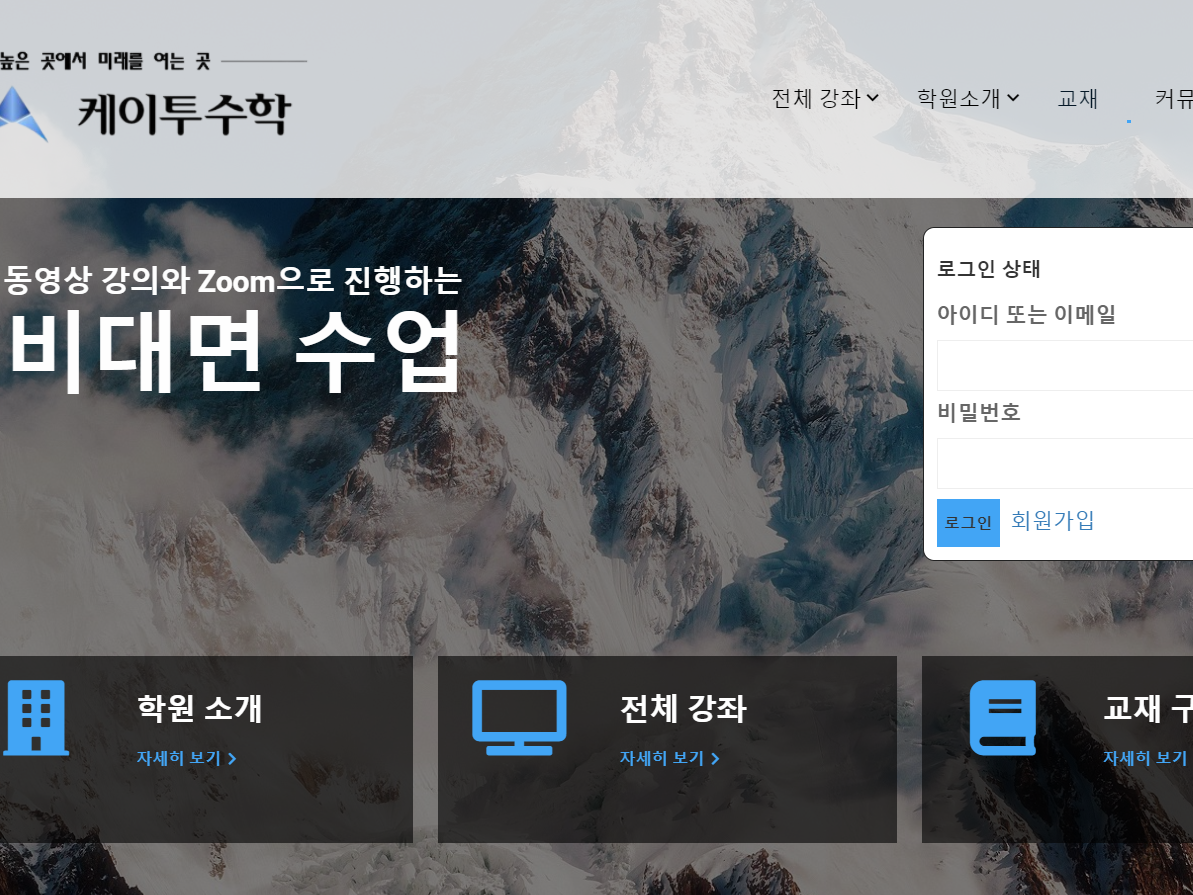 높은 곳에서 미래를 여는 곳
케이투수학
전체 강좌
학원소개
교재
커뮤
동영상 강의와 Zoom으로 진행하는
비대면 수업
로그인 상태
아이디 또는 이메일
비밀번호
로그인
회원가입
학원 소개
자세히 보기
전체 강좌
자세히 보기
교재 구
자세히 보기